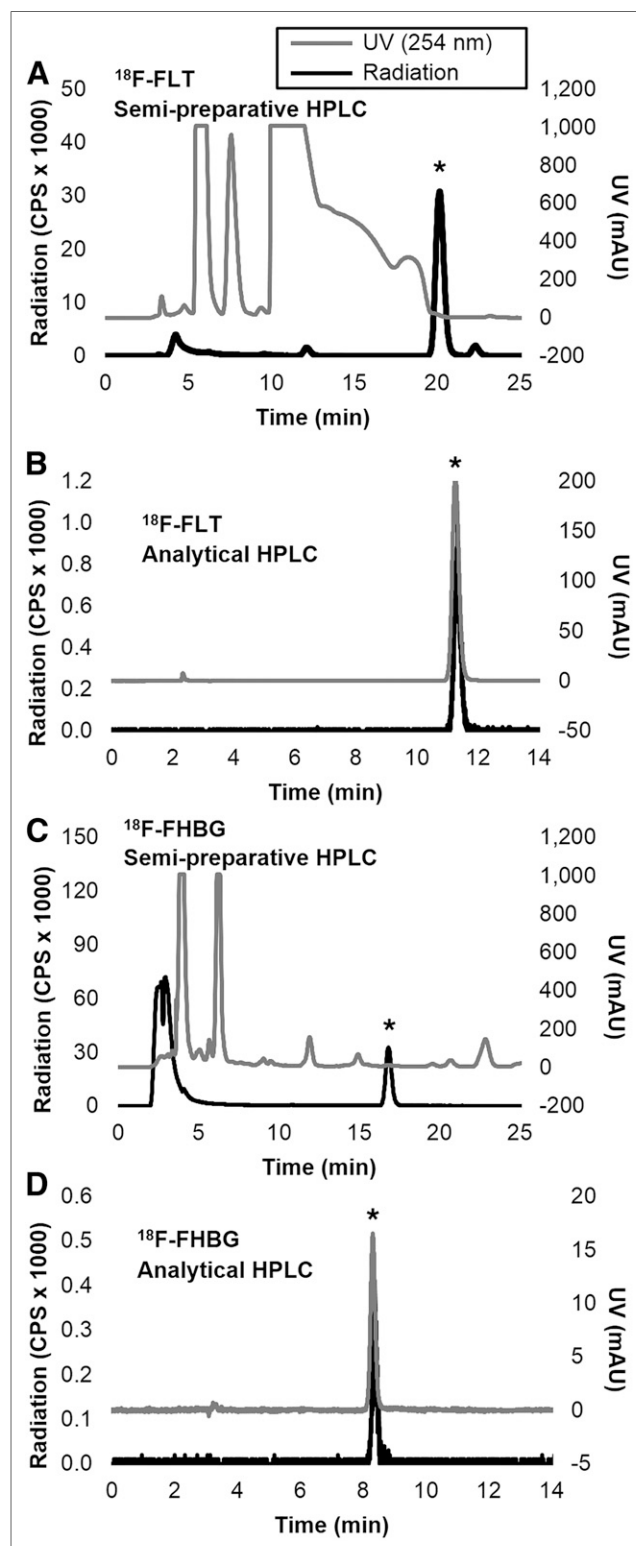 UV (254 nm)
Radiation
A
¹⁸F-FLT
Semi-preparative HPLC
50
40
30
20
10
0
Radiation (CPS x 1000)
1,200
1,000
800
600
400
200
0
-200
UV (mAU)
*
0 5 10 15 20 25
Time (min)
B
¹⁸F-FLT
Analytical HPLC
1.2
1.0
0.8
0.6
0.4
0.2
0.0
Radiation (CPS x 1000)
200
150
100
50
0
-50
UV (mAU)
*
0 2 4 6 8 10 12 14
Time (min)
C
¹⁸F-FHBG
Semi-preparative HPLC
150
120
90
60
30
0
Radiation (CPS x 1000)
1,200
1,000
800
600
400
200
0
-200
UV (mAU)
*
0 5 10 15 20 25
Time (min)
D
¹⁸F-FHBG
Analytical HPLC
0.6
0.5
0.4
0.3
0.2
0.1
0.0
Radiation (CPS x 1000)
20
15
10
5
0
-5
UV (mAU)
*
0 2 4 6 8 10 12 14
Time (min)